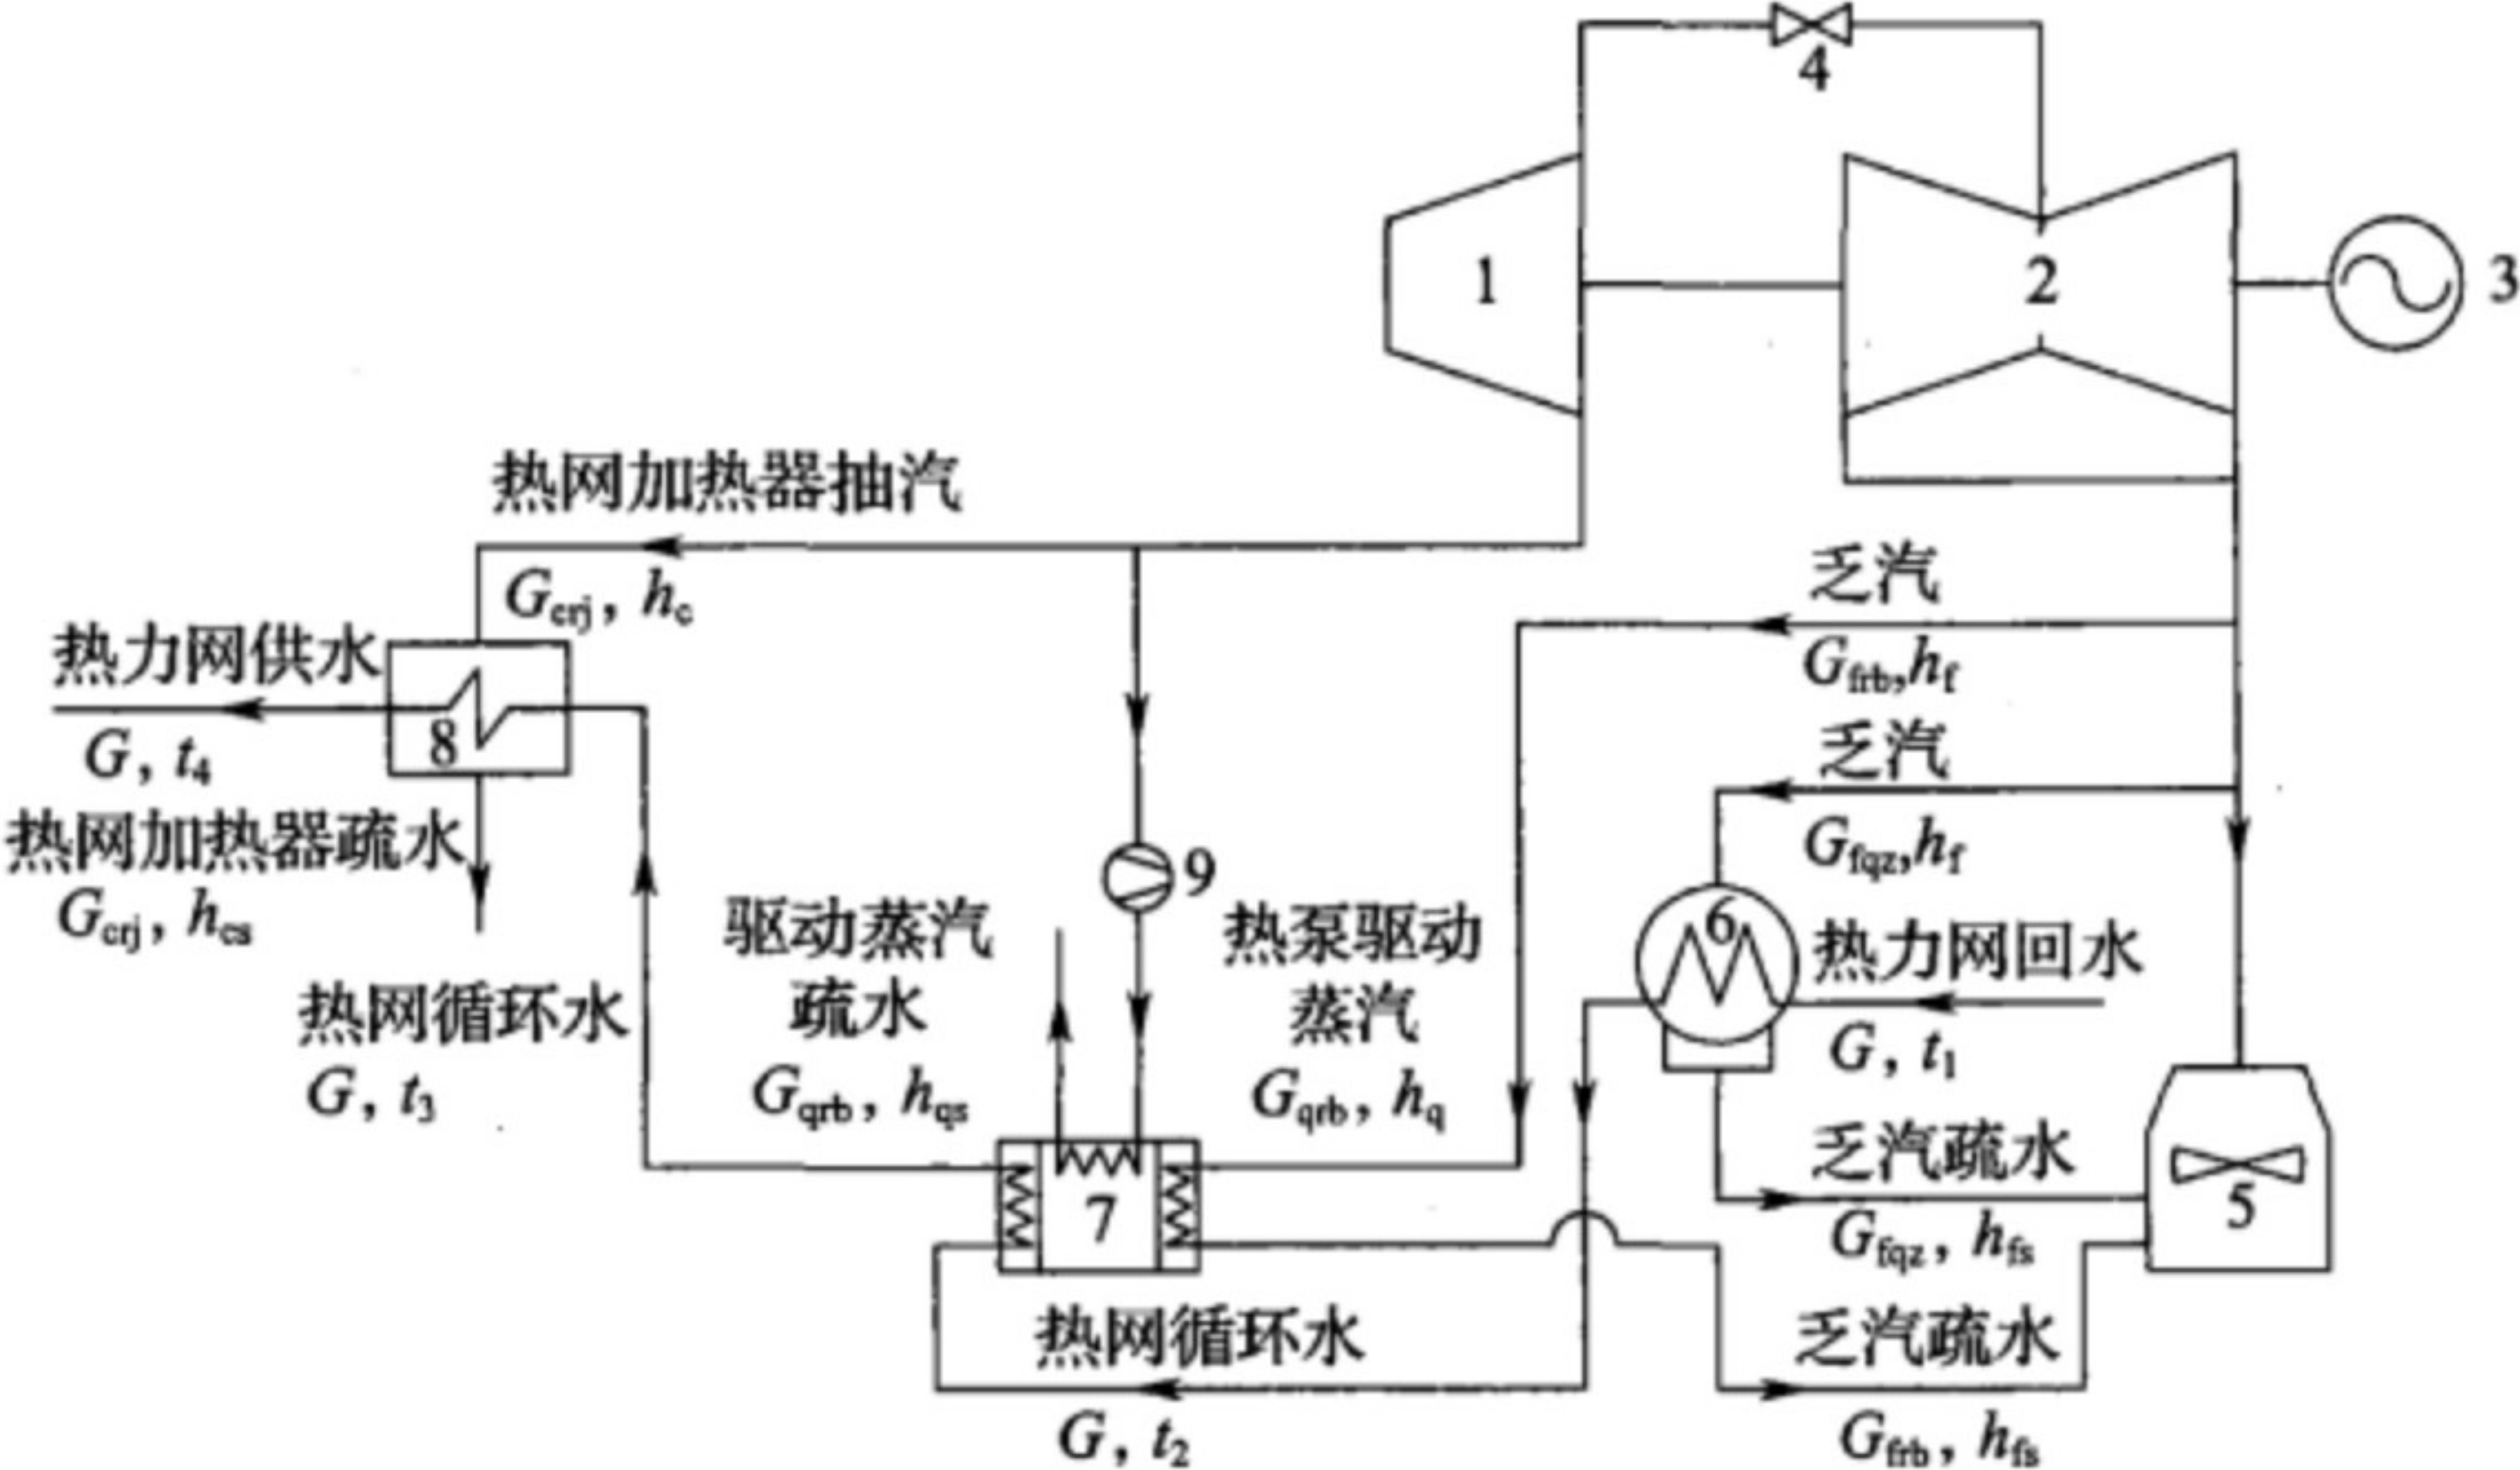 4
1
2
3
热网加热器抽汽
G_crj, h_c
乏汽
G_frb, h_f
热力网供水
8
G, t_4
乏汽
G_fqz, h_f
热网加热器疏水
G_crj, h_cs
9
6
驱动蒸汽
疏水
G_qrb, h_qs
热泵驱动
蒸汽
G_qrb, h_q
热力网回水
G, t_1
热网循环水
G, t_3
7
乏汽疏水
G_fqz, h_fs
5
热网循环水
G, t_2
乏汽疏水
G_frb, h_fs